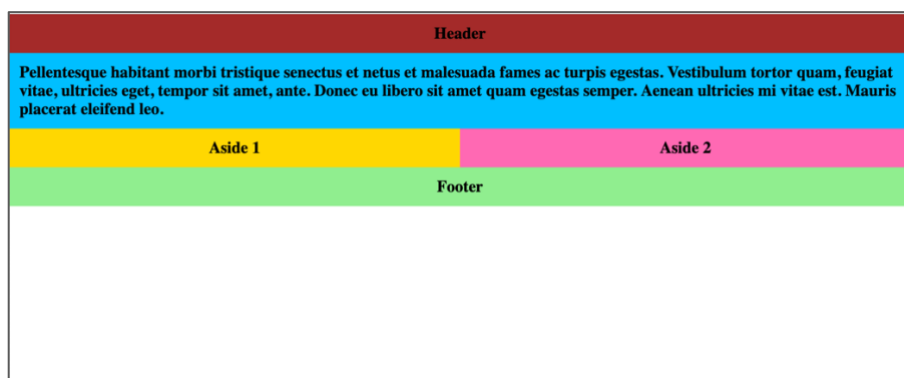 Header
Pellentesque habitant morbi tristique senectus et netus et malesuada fames ac turpis egestas. Vestibulum tortor quam, feugiat
vitae, ultricies eget, tempor sit amet, ante. Donec eu libero sit amet quam egestas semper. Aenean ultricies mi vitae est. Mauris
placerat eleifend leo.
Aside 1
Aside 2
Footer